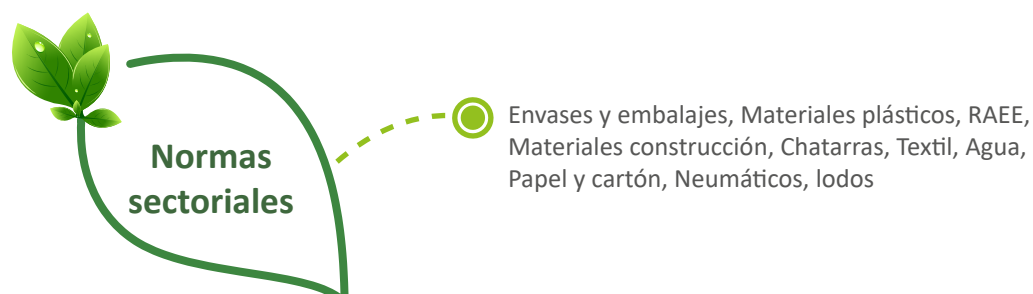 Normas
sectoriales
Envases y embalajes, Materiales plásticos, RAEE,
Materiales construcción, Chatarras, Textil, Agua,
Papel y cartón, Neumáticos, lodos